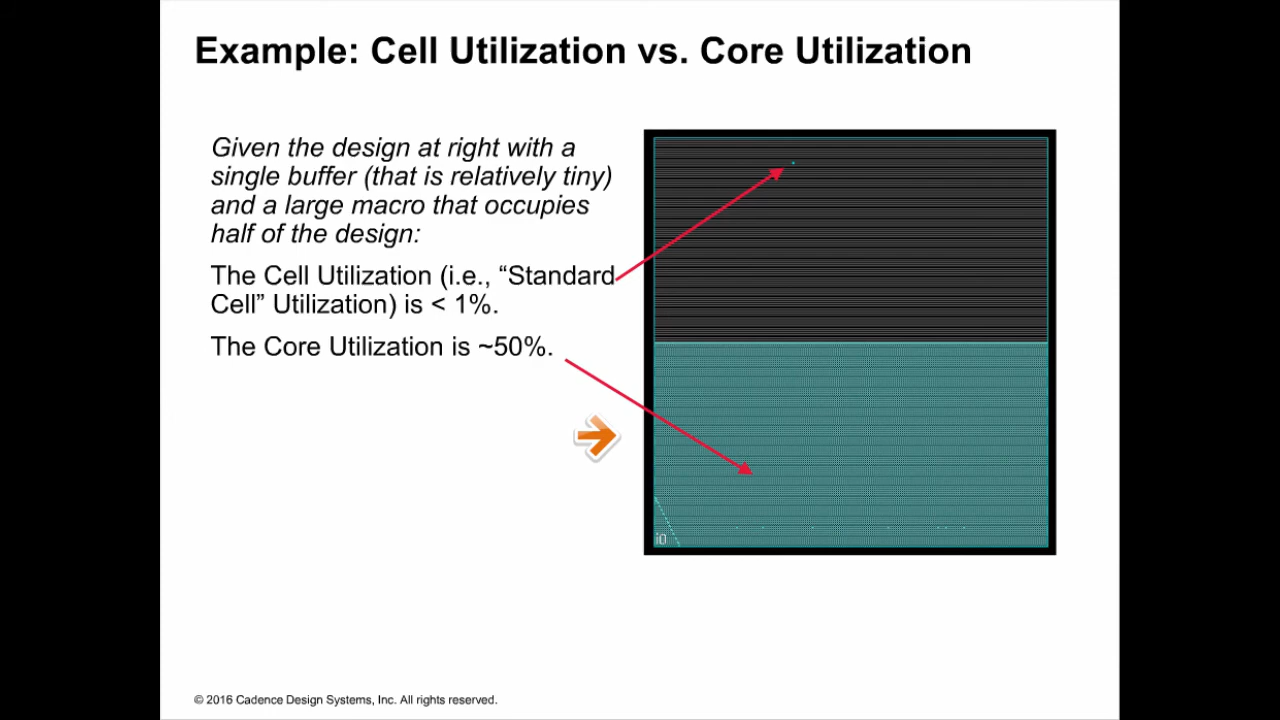 Example: Cell Utilization vs. Core Utilization
Given the design at right with a
single buffer (that is relatively tiny)
and a large macro that occupies
half of the design:
The Cell Utilization (i.e., “Standard
Cell” Utilization) is < 1%.
The Core Utilization is ~50%.
i0
© 2016 Cadence Design Systems, Inc. All rights reserved.